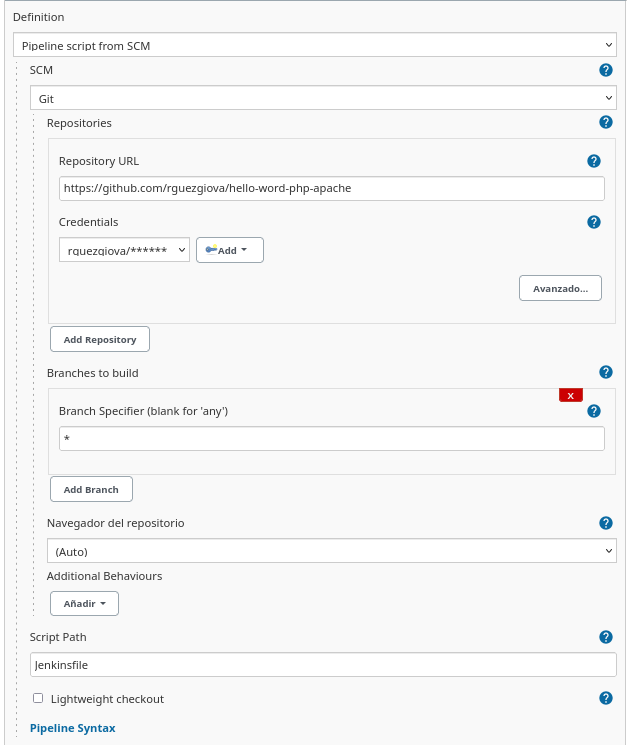 Definition
Pipeline script from SCM
SCM
?
Git
Repositories
?
Repository URL
?
https://github.com/rguezgiova/hello-word-php-apache
Credentials
?
rguezgiova/******
Add
Avanzado...
Add Repository
Branches to build
?
X
Branch Specifier (blank for 'any')
?
*
Add Branch
Navegador del repositorio
?
(Auto)
Additional Behaviours
Añadir
Script Path
?
Jenkinsfile
Lightweight checkout
?
Pipeline Syntax